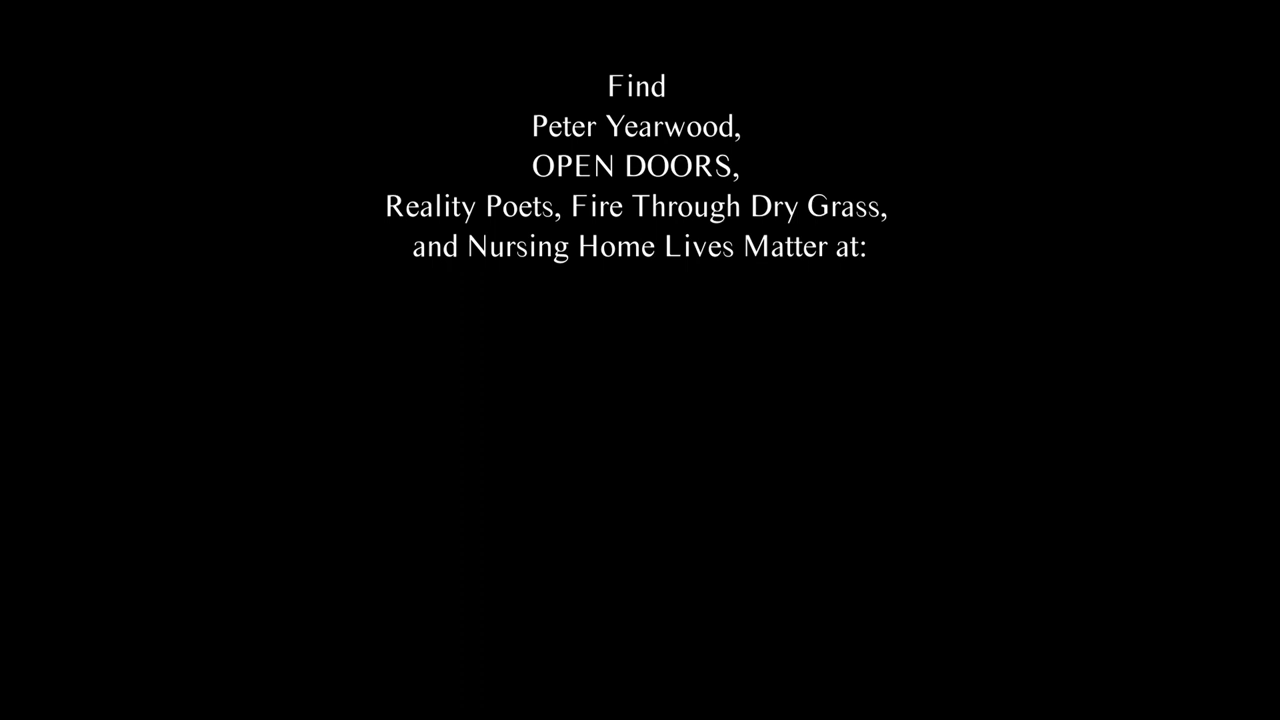 Find
Peter Yearwood,
OPEN DOORS,
Reality Poets, Fire Through Dry Grass,
and Nursing Home Lives Matter at: